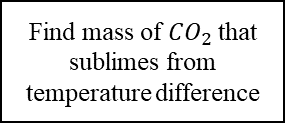 Find mass of CO₂ that
sublimes from
temperature difference